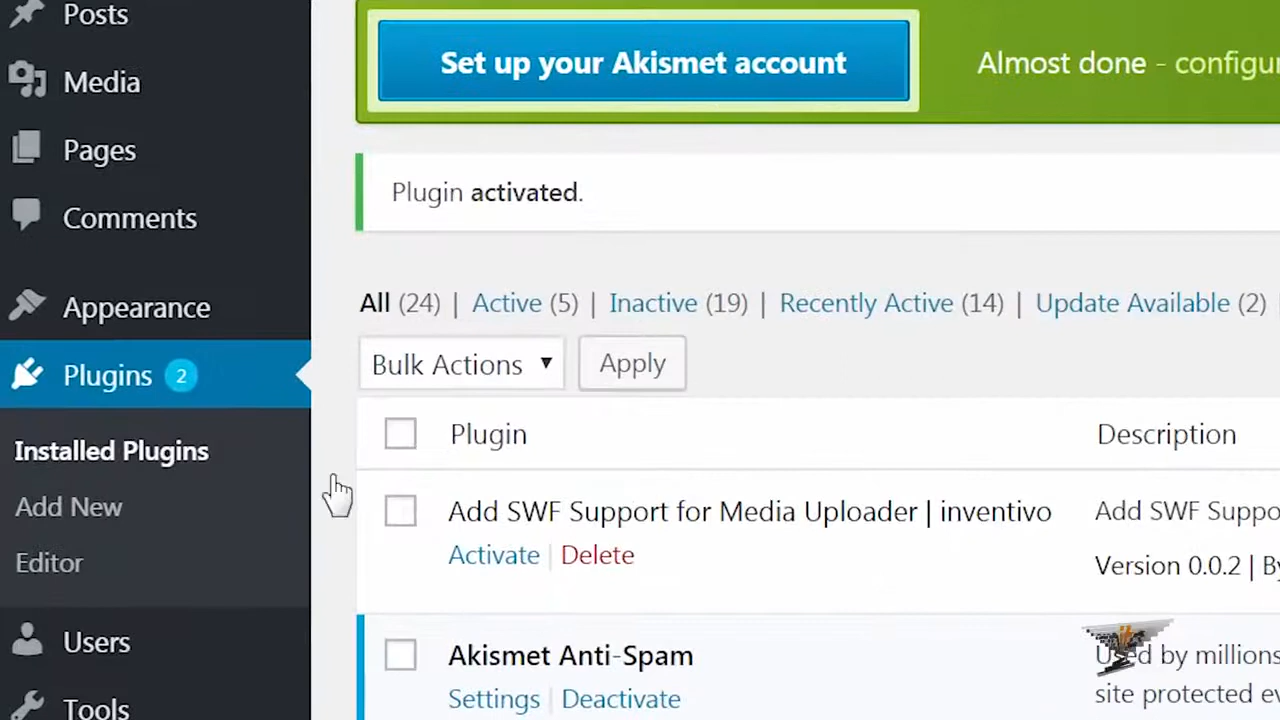 Posts
Media
Pages
Comments
Appearance
Plugins 2
Installed Plugins
Add New
Editor
Users
Tools
Set up your Akismet account
Almost done - configur
Plugin activated.
All (24) | Active (5) | Inactive (19) | Recently Active (14) | Update Available (2)
Bulk Actions ▼ Apply
Plugin Description
Add SWF Support for Media Uploader | inventivo Add SWF Suppo
Activate | Delete Version 0.0.2 | By
Akismet Anti-Spam Used by millions
Settings | Deactivate site protected ev